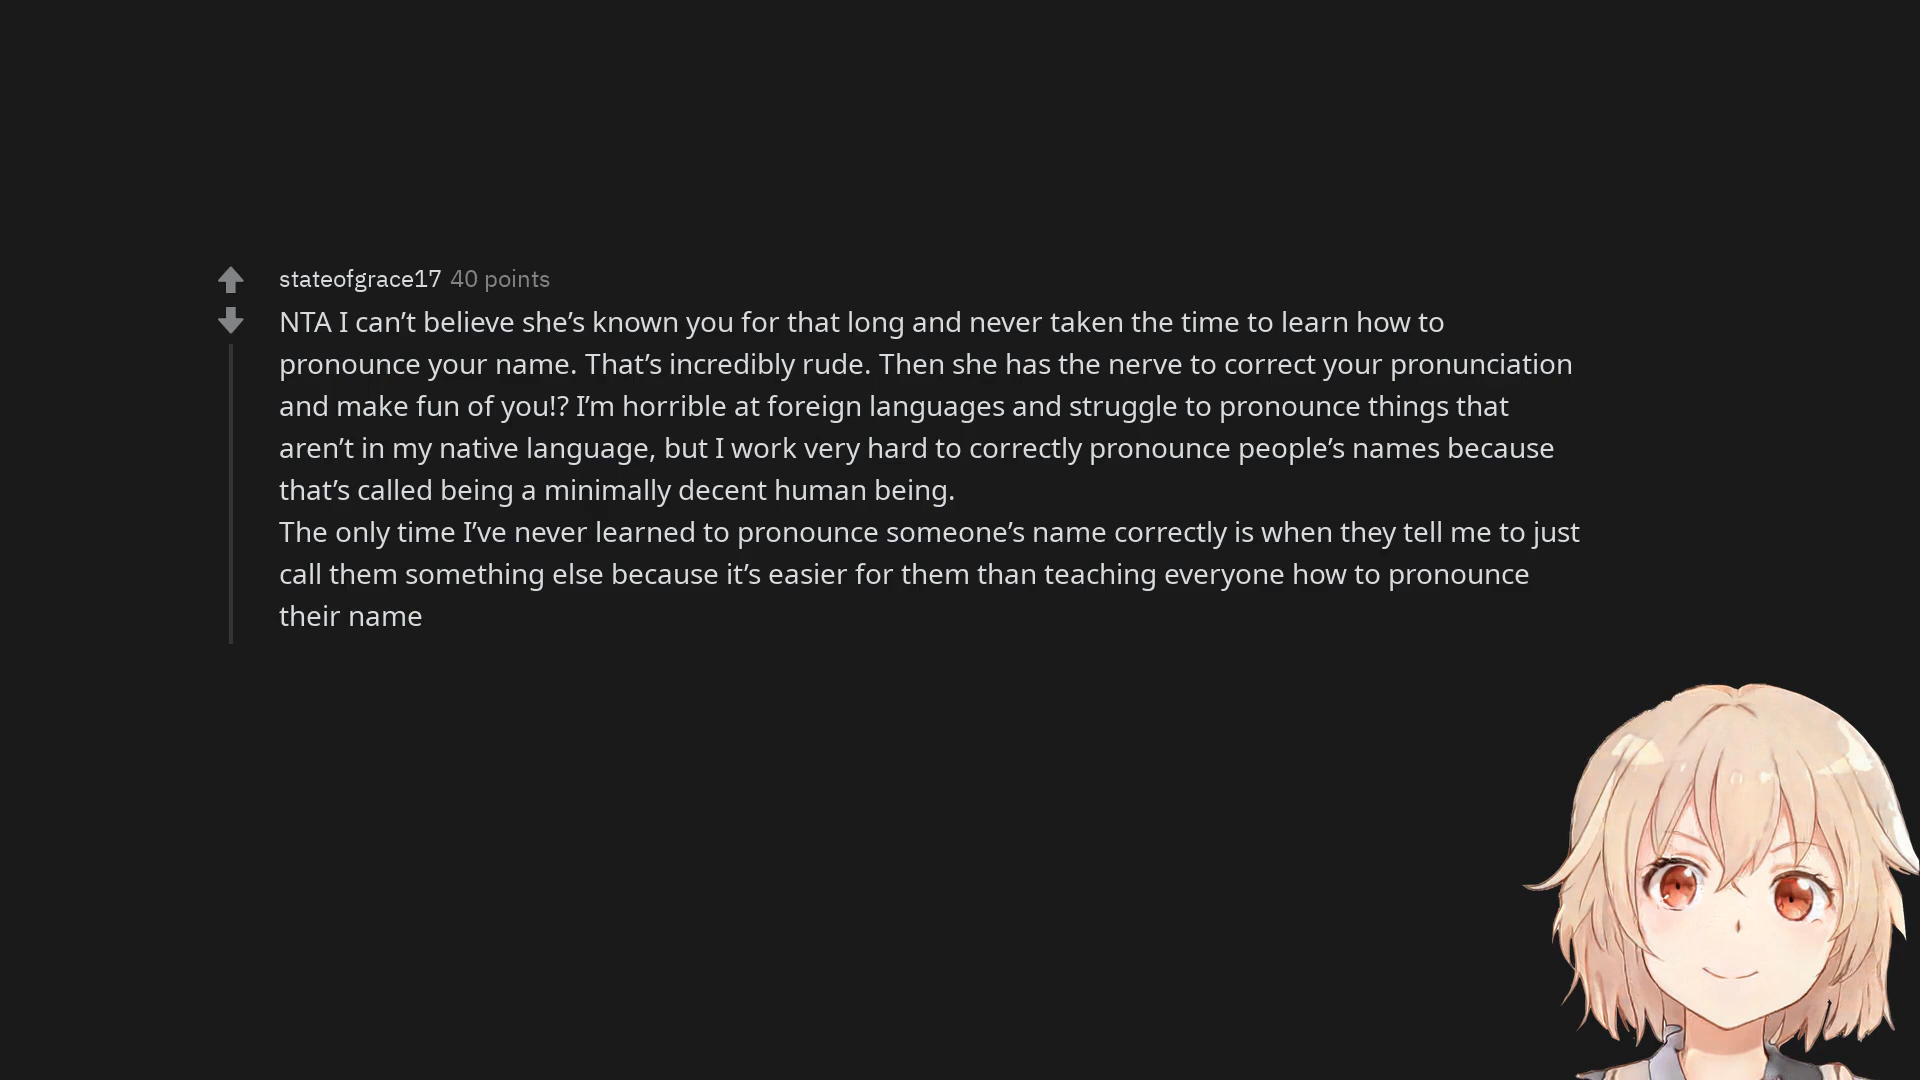 stateofgrace17 40 points
NTA I can’t believe she’s known you for that long and never taken the time to learn how to
pronounce your name. That’s incredibly rude. Then she has the nerve to correct your pronunciation
and make fun of you!? I’m horrible at foreign languages and struggle to pronounce things that
aren’t in my native language, but I work very hard to correctly pronounce people’s names because
that’s called being a minimally decent human being.
The only time I’ve never learned to pronounce someone’s name correctly is when they tell me to just
call them something else because it’s easier for them than teaching everyone how to pronounce
their name